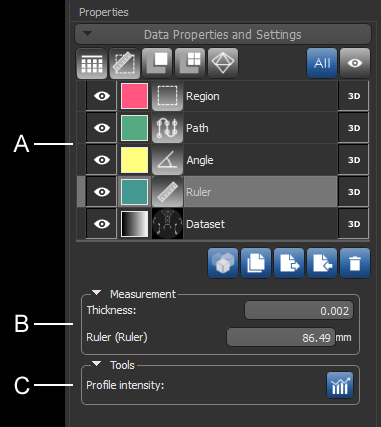 Properties
Data Properties and Settings
All
A
Region 3D
Path 3D
Angle 3D
Ruler 3D
Dataset 3D
Measurement
B
Thickness: 0.002
Ruler (Ruler) 86.49 mm
Tools
C
Profile intensity: